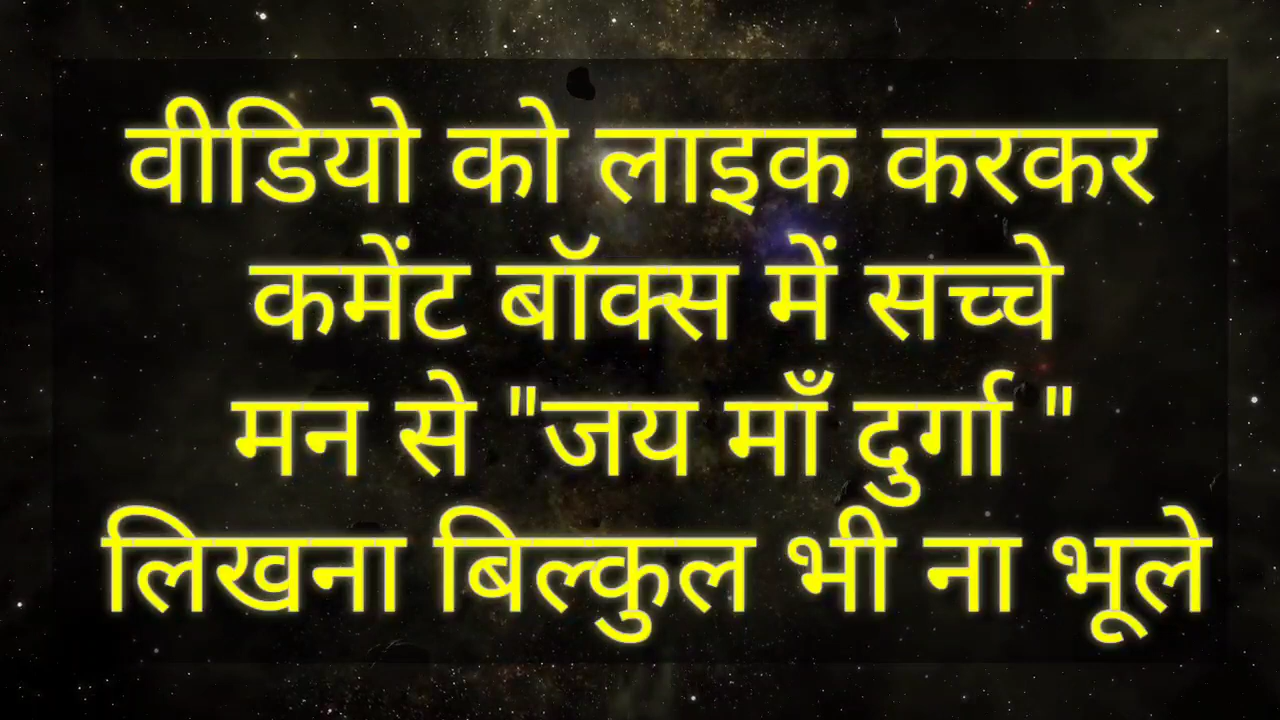 वीडियो को लाइक करकर
कमेंट बॉक्स में सच्चे
मन से "जय माँ दुर्गा "
लिखना बिल्कुल भी ना भूले